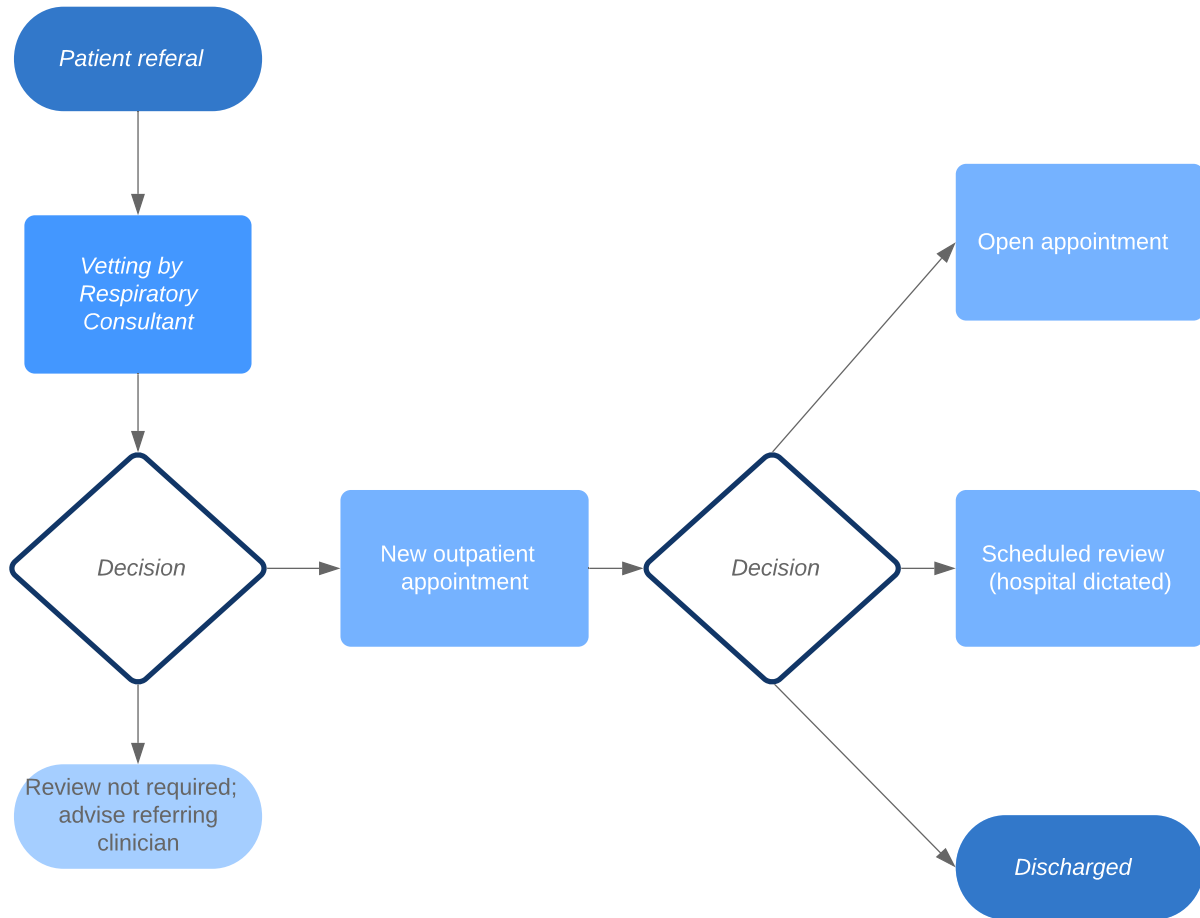 Patient referal
Vetting by
Respiratory
Consultant
Decision
Review not required;
advise referring
clinician
New outpatient
appointment
Decision
Open appointment
Scheduled review
(hospital dictated)
Discharged